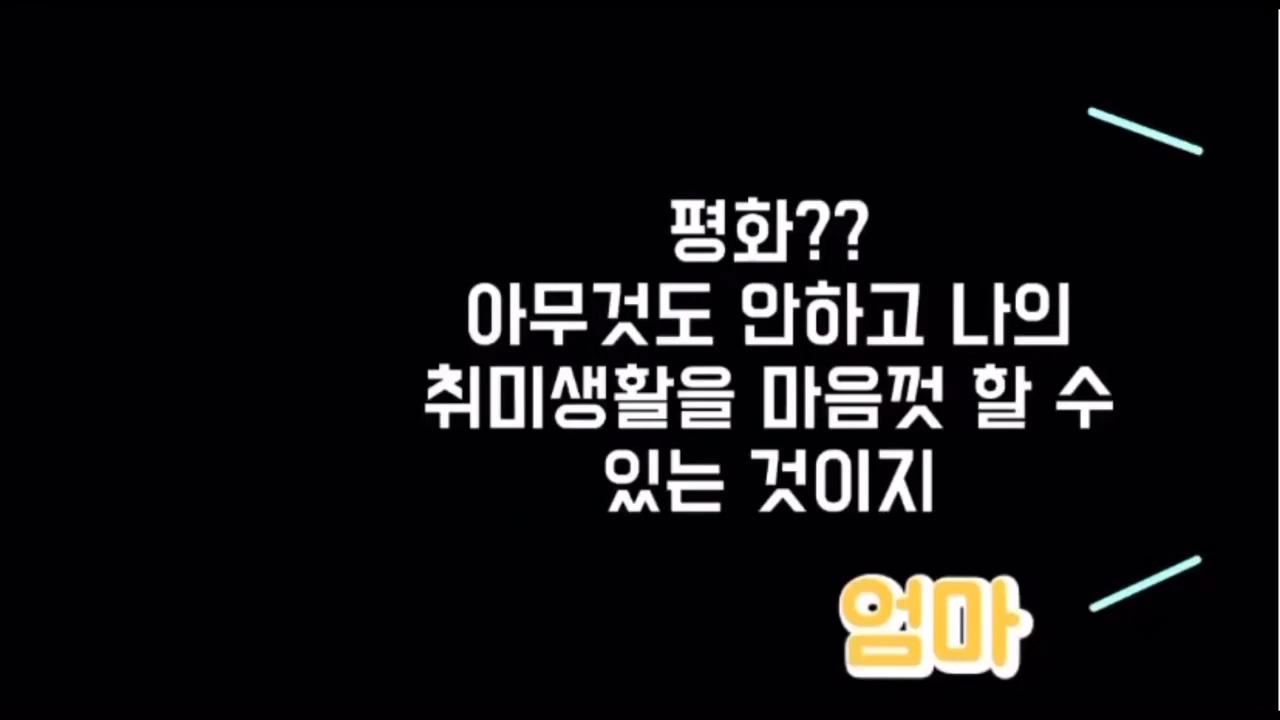 평화??
아무것도 안하고 나의
취미생활을 마음껏 할 수
있는 것이지
엄마